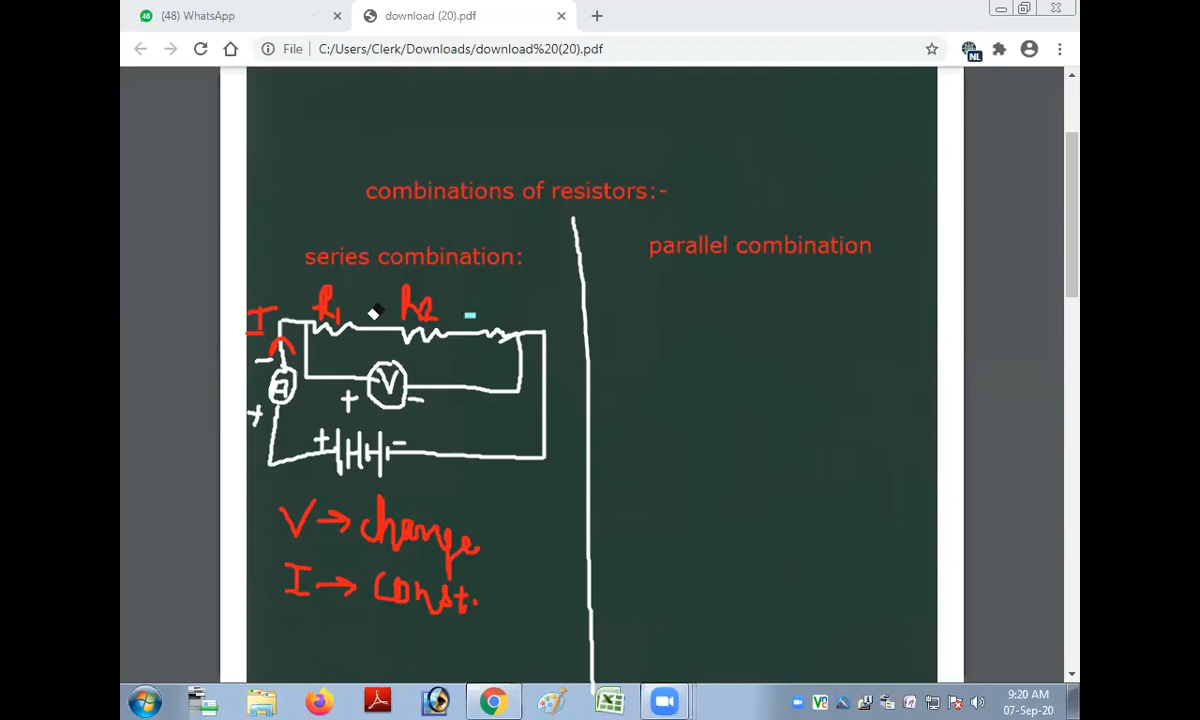 (48) WhatsApp
download (20).pdf
File
C:/Users/Clerk/Downloads/download%20(20).pdf
NL
combinations of resistors:-
series combination:
parallel combination
I R1 R2
-
+
V
+ -
+ -
V → change
I → const.
9:20 AM
07-Sep-20